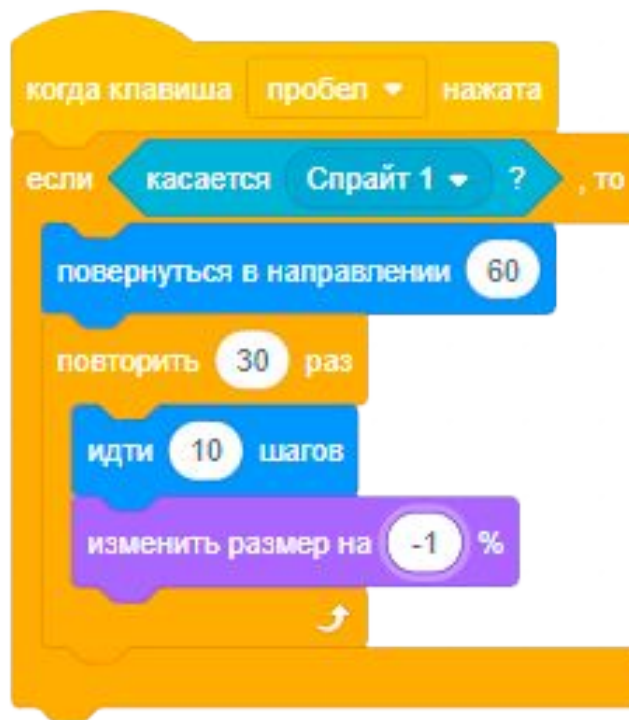 когда клавиша пробел нажата
если касается Спрайт 1 ? , то
повернуться в направлении 60
повторить 30 раз
идти 10 шагов
изменить размер на -1 %